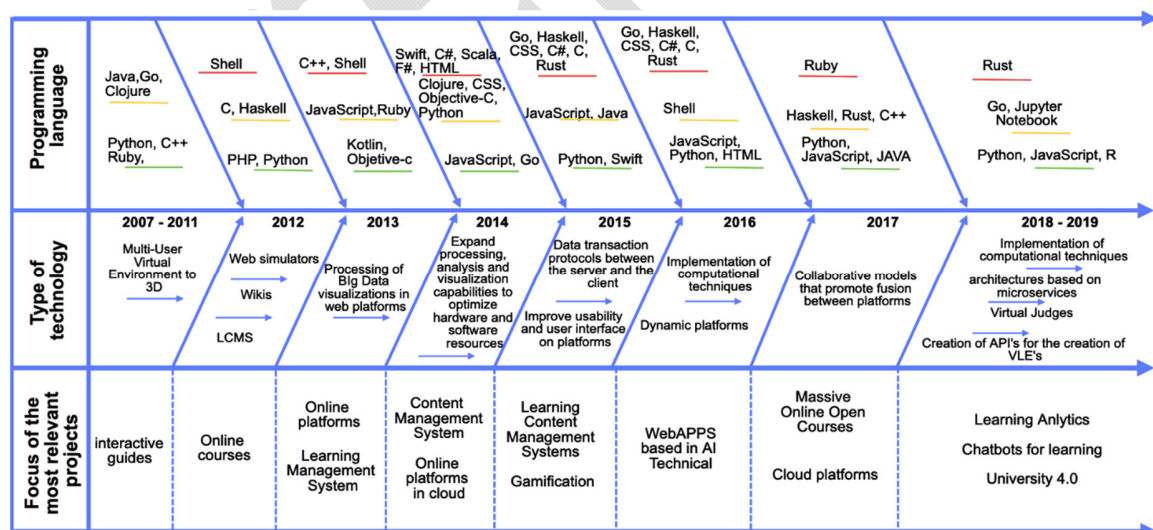 Programming
language
Java,Go,
Clojure
Python, C++
Ruby,
Shell
C, Haskell
PHP, Python
C++, Shell
JavaScript,Ruby
Kotlin,
Objetive-c
Swift, C#, Scala,
F#, HTML
Clojure, CSS,
Objective-C,
Python
JavaScript, Go
Go, Haskell,
CSS, C#, C,
Rust
JavaScript, Java
Python, Swift
Go, Haskell,
CSS, C#, C,
Rust
Shell
JavaScript,
Python, HTML
Ruby
Haskell, Rust, C++
Python,
JavaScript, JAVA
Rust
Go, Jupyter
Notebook
Python, JavaScript, R
Type of
technology
2007 - 2011
Multi-User
Virtual
Environment to
3D
2012
Web simulators
Wikis
LCMS
2013
Processing of
BIg Data
visualizations in
web platforms
2014
Expand
processing,
analysis and
visualization
capabilities to
optimize
hardware and
software
resources
2015
Data transaction
protocols between
the server and the
client
Improve usability
and user interface
on platforms
2016
Implementation of
computational
techniques
Dynamic platforms
2017
Collaborative models
that promote fusion
between platforms
2018 - 2019
Implementation of
computational techniques
architectures based on
microservices
Virtual Judges
Creation of API's for the creation of
VLE's
Focus of the
most relevant
projects
interactive
guides
Online
courses
Online
platforms
Learning
Management
System
Content
Management
System
Online
platforms
in cloud
Learning
Content
Management
Systems
Gamification
WebAPPS
based in AI
Technical
Massive
Online Open
Courses
Cloud platforms
Learning Anlytics
Chatbots for learning
University 4.0